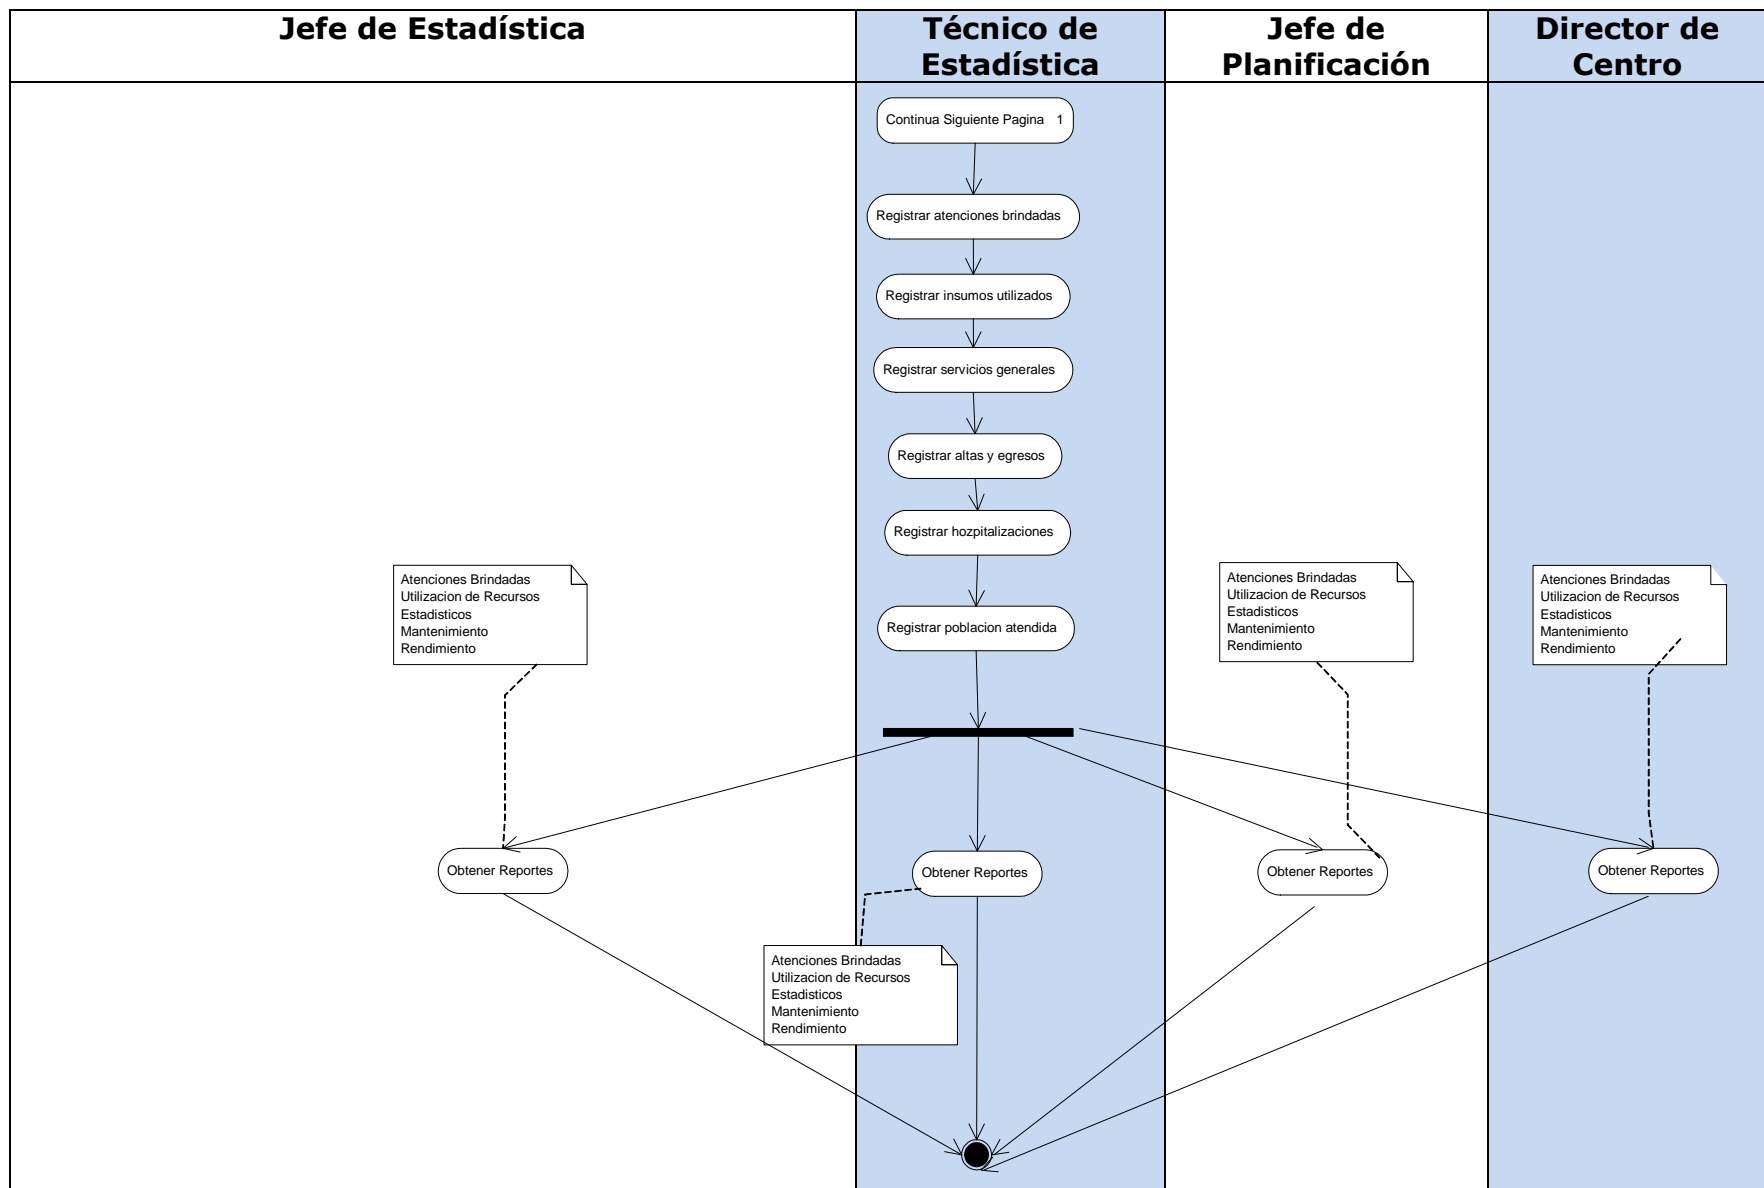 Jefe de Estadística
Técnico de
Estadística
Jefe de
Planificación
Director de
Centro
Continua Siguiente Pagina 1
Registrar atenciones brindadas
Registrar insumos utilizados
Registrar servicios generales
Registrar altas y egresos
Registrar hozpitalizaciones
Registrar poblacion atendida
Atenciones Brindadas
Utilizacion de Recursos
Estadisticos
Mantenimiento
Rendimiento
Atenciones Brindadas
Utilizacion de Recursos
Estadisticos
Mantenimiento
Rendimiento
Atenciones Brindadas
Utilizacion de Recursos
Estadisticos
Mantenimiento
Rendimiento
Obtener Reportes
Obtener Reportes
Obtener Reportes
Obtener Reportes
Atenciones Brindadas
Utilizacion de Recursos
Estadisticos
Mantenimiento
Rendimiento